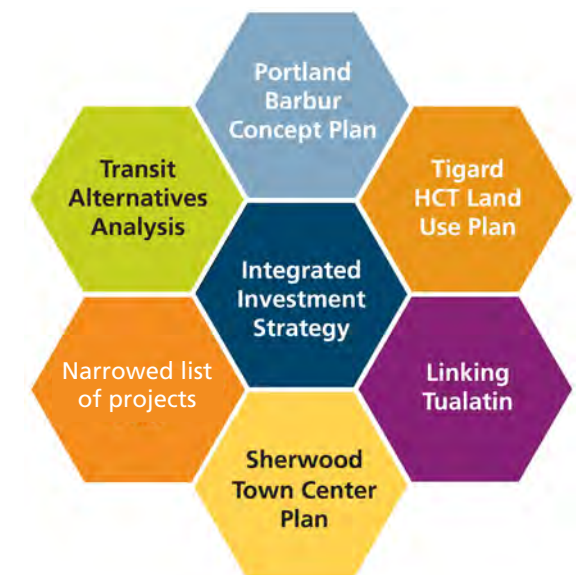 Portland
Barbur
Concept Plan
Transit
Alternatives
Analysis
Tigard
HCT Land
Use Plan
Integrated
Investment
Strategy
Narrowed list
of projects
Linking
Tualatin
Sherwood
Town Center
Plan